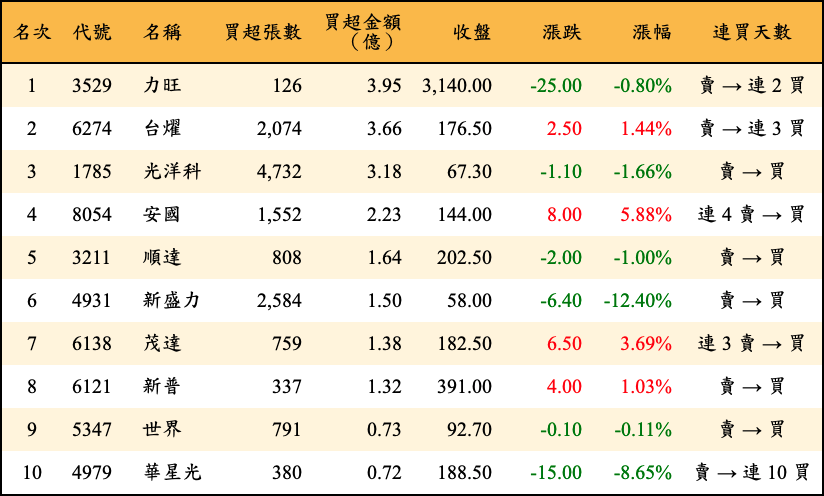 名次 代號 名稱 買超張數 買超金額（億） 收盤 漲跌 漲幅 連買天數
1 3529 力旺 126 3.95 3,140.00 -25.00 -0.80% 賣 → 連 2 買
2 6274 台燿 2,074 3.66 176.50 2.50 1.44% 賣 → 連 3 買
3 1785 光洋科 4,732 3.18 67.30 -1.10 -1.66% 賣 → 買
4 8054 安國 1,552 2.23 144.00 8.00 5.88% 連 4 賣 → 買
5 3211 順達 808 1.64 202.50 -2.00 -1.00% 賣 → 買
6 4931 新盛力 2,584 1.50 58.00 -6.40 -12.40% 賣 → 買
7 6138 茂達 759 1.38 182.50 6.50 3.69% 連 3 賣 → 買
8 6121 新普 337 1.32 391.00 4.00 1.03% 賣 → 買
9 5347 世界 791 0.73 92.70 -0.10 -0.11% 賣 → 買
10 4979 華星光 380 0.72 188.50 -15.00 -8.65% 賣 → 連 10 買